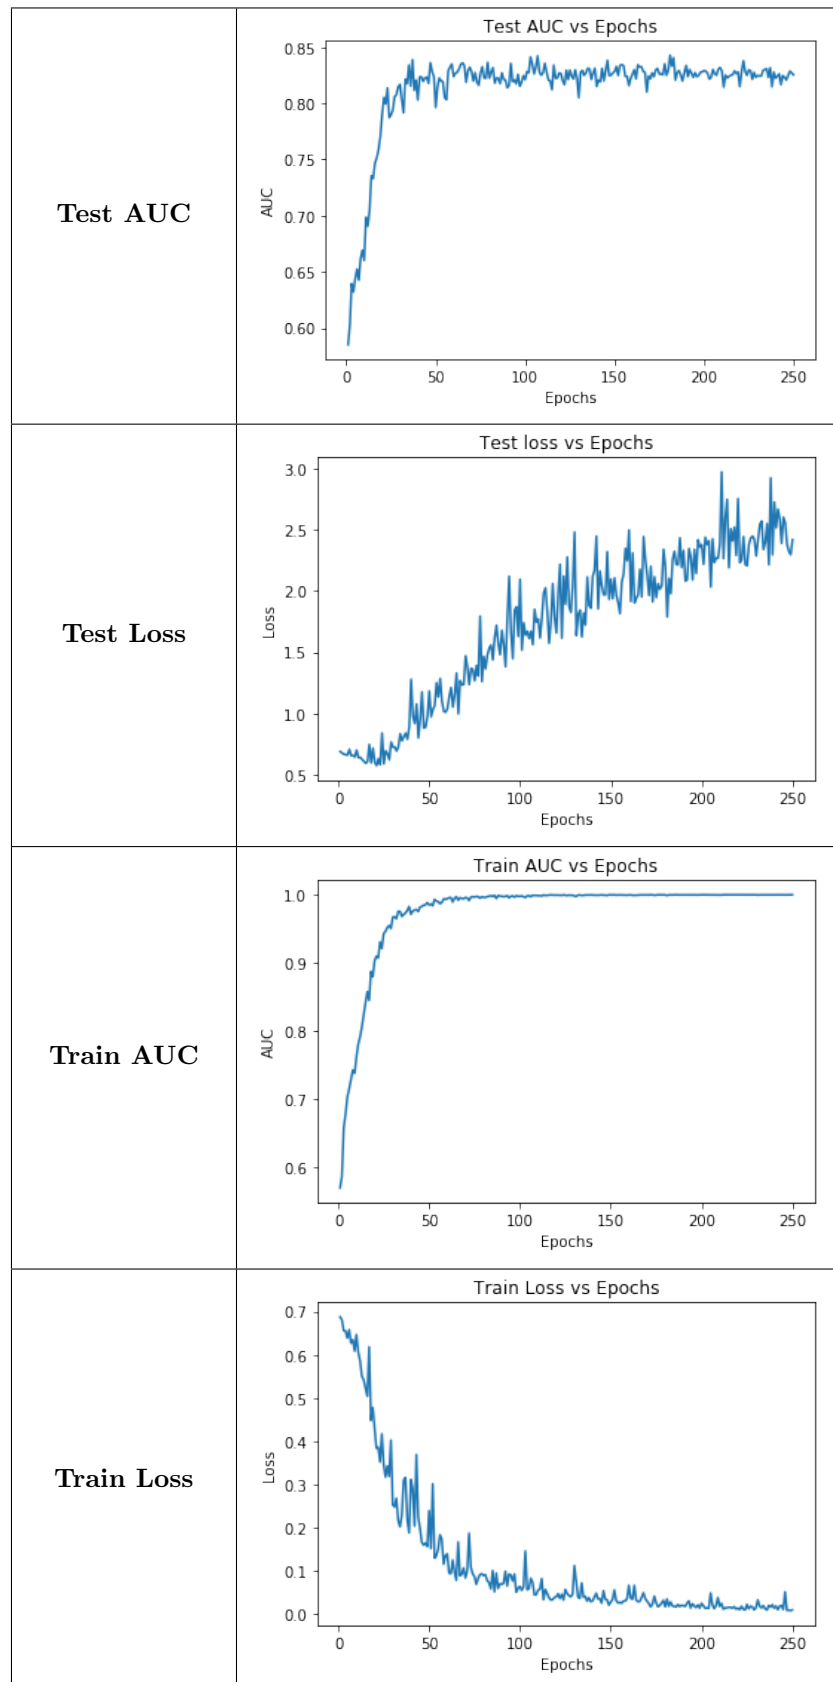 Test AUC
Test AUC vs Epochs
0.85
0.80
0.75
0.70
0.65
0.60
AUC
0 50 100 150 200 250
Epochs
Test Loss
Test loss vs Epochs
3.0
2.5
2.0
1.5
1.0
0.5
Loss
0 50 100 150 200 250
Epochs
Train AUC
Train AUC vs Epochs
1.0
0.9
0.8
0.7
0.6
AUC
0 50 100 150 200 250
Epochs
Train Loss
Train Loss vs Epochs
0.7
0.6
0.5
0.4
0.3
0.2
0.1
0.0
Loss
0 50 100 150 200 250
Epochs